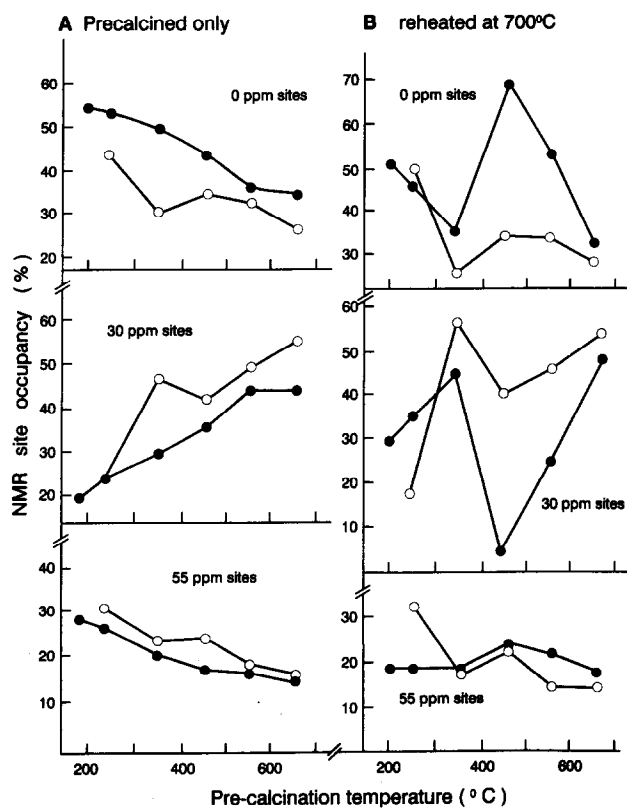 A Precalcined only
B reheated at 700ºC
0 ppm sites
60
50
40
30
20
30 ppm sites
50
40
30
20
55 ppm sites
40
30
20
10
0 ppm sites
70
60
50
40
30
30 ppm sites
50
40
30
20
10
55 ppm sites
30
20
10
NMR site occupancy (%)
200 400 600
200 400 600
Pre-calcination temperature (ºC)